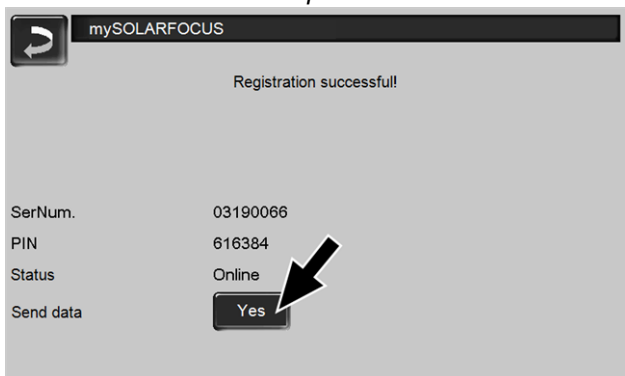 mySOLARFOCUS
Registration successful!
SerNum. 03190066
PIN 616384
Status Online
Send data Yes